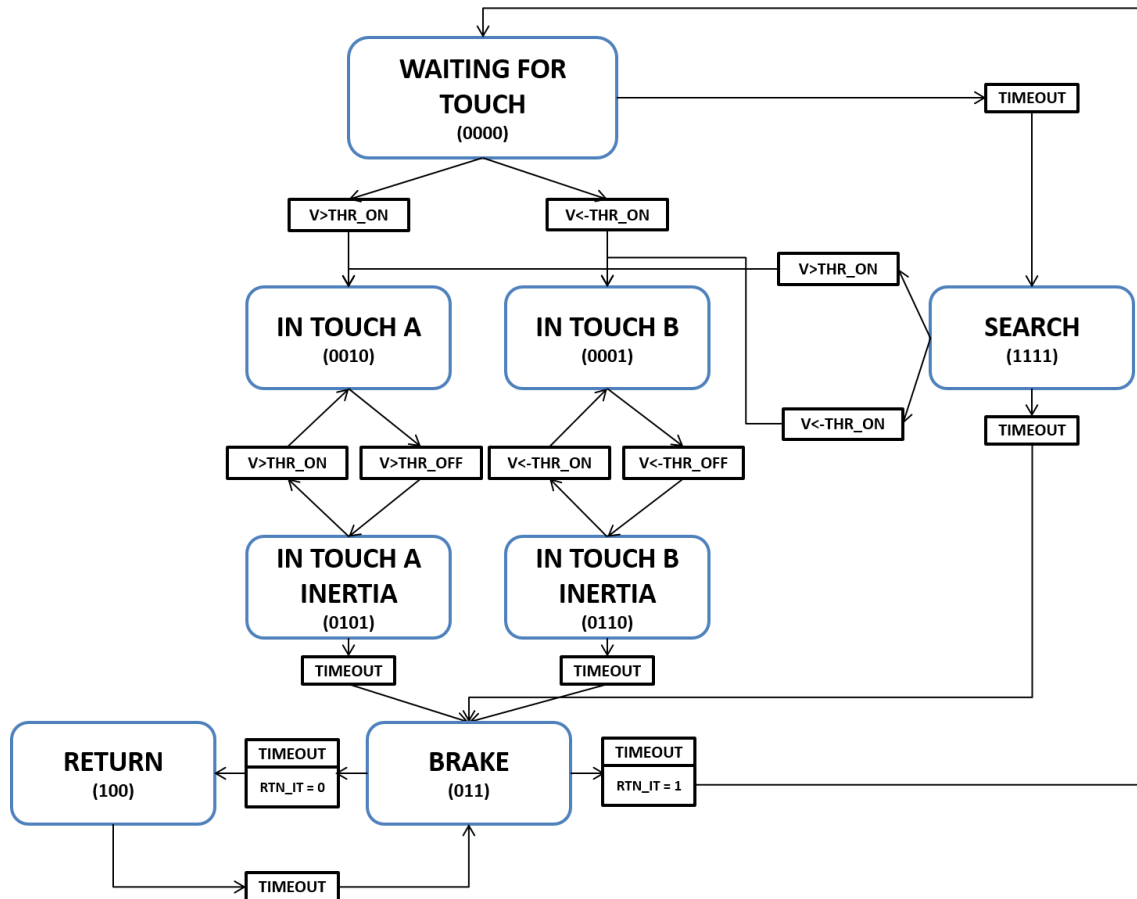 WAITING FOR
TOUCH
(0000)
TIMEOUT
V>THR_ON
V<-THR_ON
V>THR_ON
IN TOUCH A
(0010)
IN TOUCH B
(0001)
SEARCH
(1111)
V<-THR_ON
TIMEOUT
V>THR_ON
V>THR_OFF
V<-THR_ON
V<-THR_OFF
IN TOUCH A
INERTIA
(0101)
IN TOUCH B
INERTIA
(0110)
TIMEOUT
TIMEOUT
RETURN
(100)
TIMEOUT
RTN_IT = 0
BRAKE
(011)
TIMEOUT
RTN_IT = 1
TIMEOUT